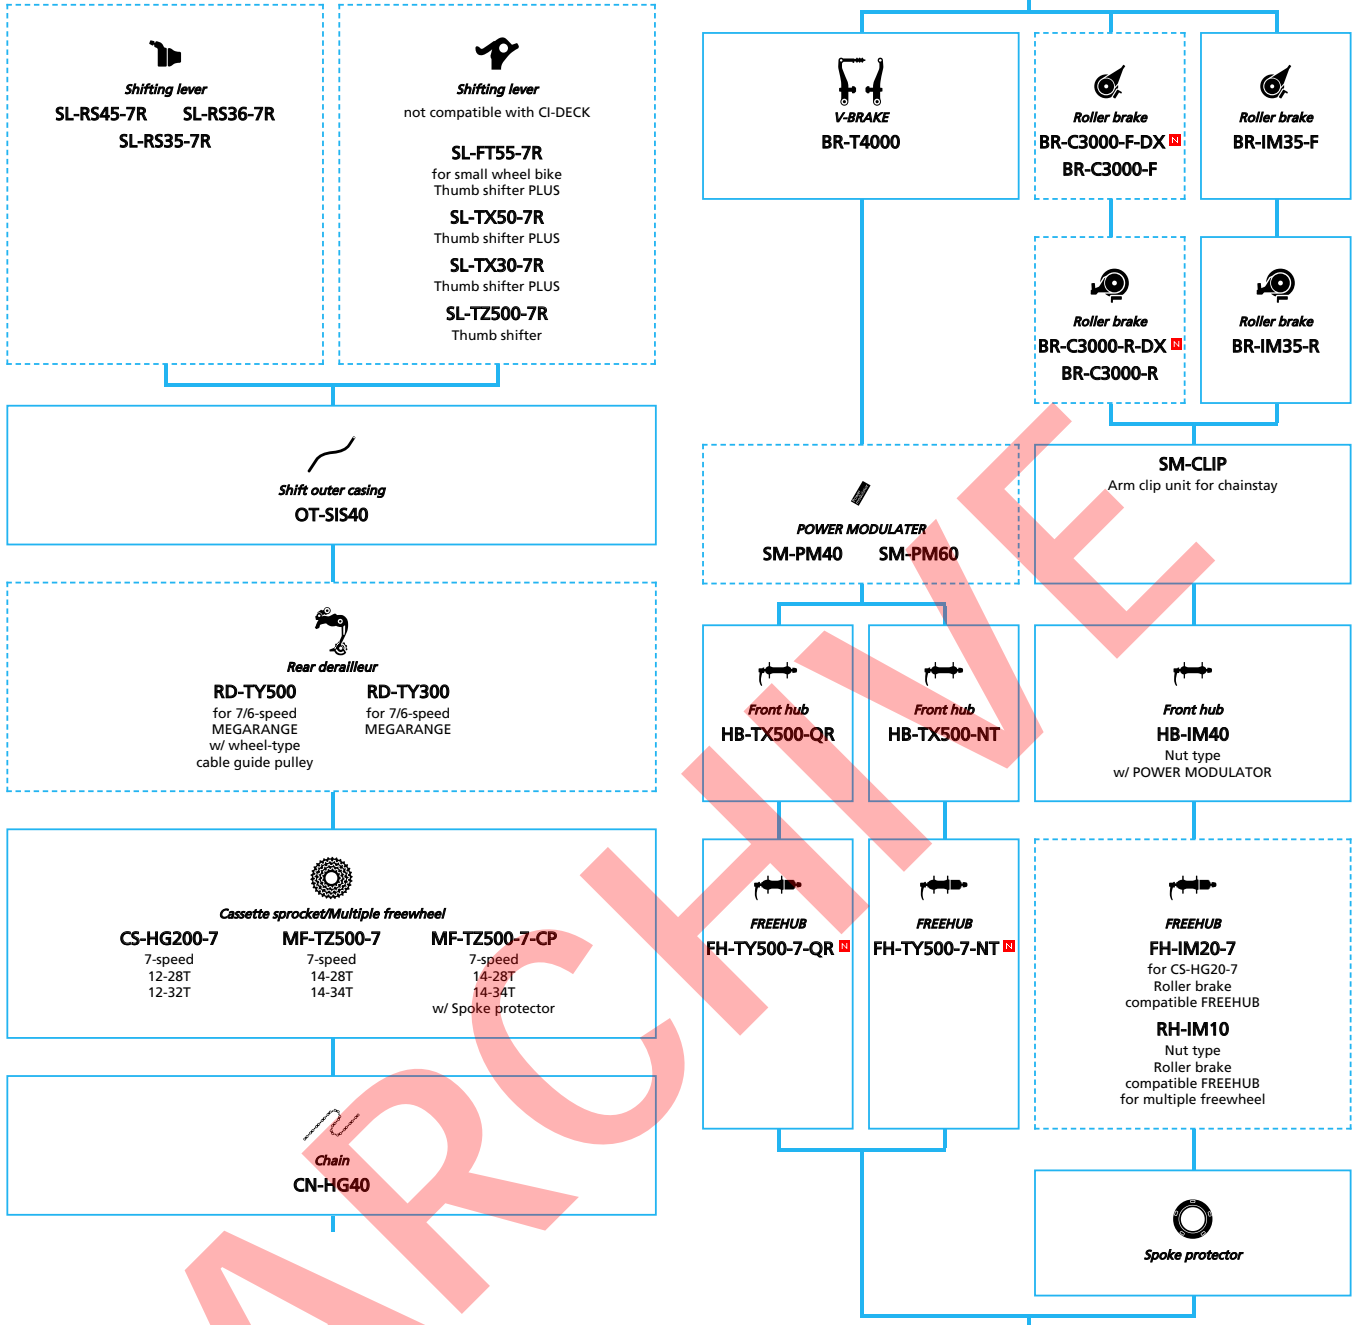 Shifting lever
SL-RS45-7R SL-RS36-7R
SL-RS35-7R
Shifting lever
not compatible with CI-DECK
SL-FT55-7R
for small wheel bike
Thumb shifter PLUS
SL-TX50-7R
Thumb shifter PLUS
SL-TX30-7R
Thumb shifter PLUS
SL-TZ500-7R
Thumb shifter
Shift outer casing
OT-SIS40
Rear derailleur
RD-TY500
for 7/6-speed
MEGARANGE
w/ wheel-type
cable guide pulley
RD-TY300
for 7/6-speed
MEGARANGE
Cassette sprocket/Multiple freewheel
CS-HG200-7
7-speed
12-28T
12-32T
MF-TZ500-7
7-speed
14-28T
14-34T
MF-TZ500-7-CP
7-speed
14-28T
14-34T
w/ Spoke protector
Chain
CN-HG40
V-BRAKE
BR-T4000
Roller brake
BR-C3000-F-DX N
BR-C3000-F
Roller brake
BR-IM35-F
Roller brake
BR-C3000-R-DX N
BR-C3000-R
Roller brake
BR-IM35-R
POWER MODULATER
SM-PM40 SM-PM60
SM-CLIP
Arm clip unit for chainstay
Front hub
HB-TX500-QR
Front hub
HB-TX500-NT
Front hub
HB-IM40
Nut type
w/ POWER MODULATOR
FREEHUB
FH-TY500-7-QR N
FREEHUB
FH-TY500-7-NT N
FREEHUB
FH-IM20-7
for CS-HG20-7
Roller brake
compatible FREEHUB
RH-IM10
Nut type
Roller brake
compatible FREEHUB
for multiple freewheel
Spoke protector
ARCHIVE